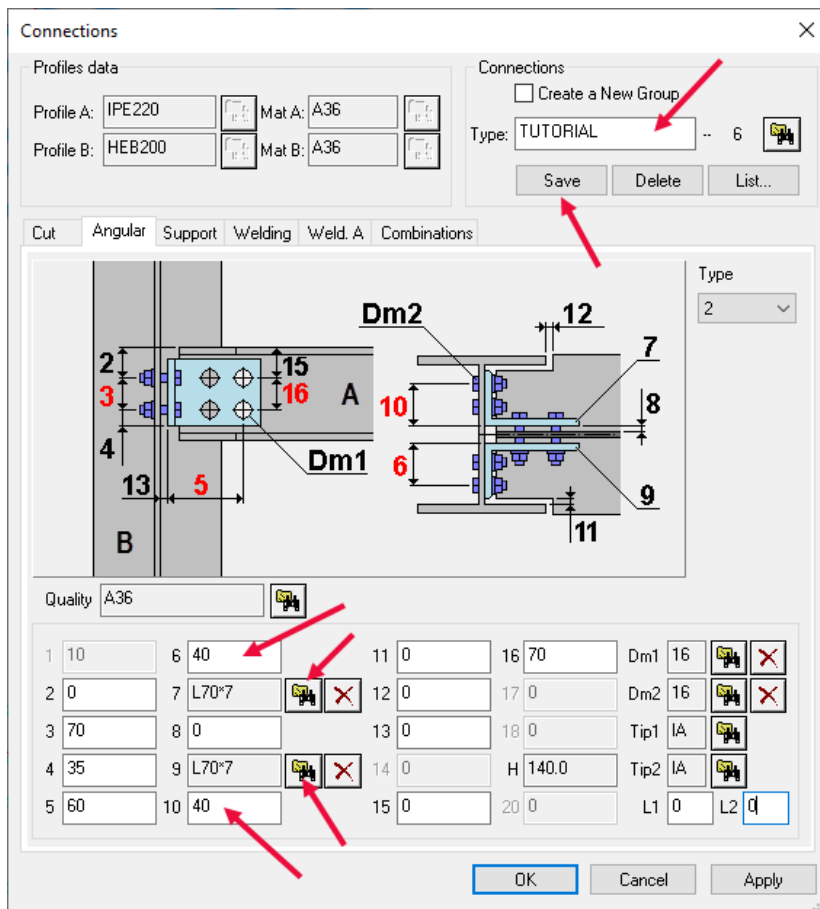 Connections
Profiles data
Profile A: IPE220 Mat A: A36
Profile B: HEB200 Mat B: A36
Connections
Create a New Group
Type: TUTORIAL -- 6
Save Delete List...
Cut Angular Support Welding Weld. A Combinations
Type
2
2 3 4 13 5 15 16 A B Dm1
Dm2 12 7 10 8 6 9 11
Quality A36
1 10 6 40 11 0 16 70 Dm1 16
2 0 7 L70*7 12 0 17 0 Dm2 16
3 70 8 0 13 0 18 0 Tip1 IA
4 35 9 L70*7 14 0 H 140.0 Tip2 IA
5 60 10 40 15 0 20 0 L1 0 L2 0
OK Cancel Apply